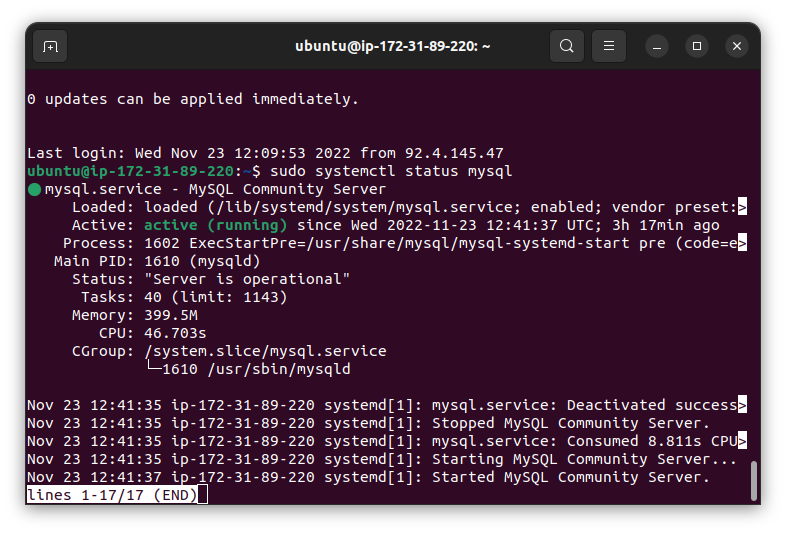 ubuntu@ip-172-31-89-220: ~
0 updates can be applied immediately.
Last login: Wed Nov 23 12:09:53 2022 from 92.4.145.47
ubuntu@ip-172-31-89-220:~$ sudo systemctl status mysql
● mysql.service - MySQL Community Server
Loaded: loaded (/lib/systemd/system/mysql.service; enabled; vendor preset:>
Active: active (running) since Wed 2022-11-23 12:41:37 UTC; 3h 17min ago
Process: 1602 ExecStartPre=/usr/share/mysql/mysql-systemd-start pre (code=e>
Main PID: 1610 (mysqld)
Status: "Server is operational"
Tasks: 40 (limit: 1143)
Memory: 399.5M
CPU: 46.703s
CGroup: /system.slice/mysql.service
└─1610 /usr/sbin/mysqld
Nov 23 12:41:35 ip-172-31-89-220 systemd[1]: mysql.service: Deactivated success>
Nov 23 12:41:35 ip-172-31-89-220 systemd[1]: Stopped MySQL Community Server.
Nov 23 12:41:35 ip-172-31-89-220 systemd[1]: mysql.service: Consumed 8.811s CPU>
Nov 23 12:41:35 ip-172-31-89-220 systemd[1]: Starting MySQL Community Server...
Nov 23 12:41:37 ip-172-31-89-220 systemd[1]: Started MySQL Community Server.
lines 1-17/17 (END)